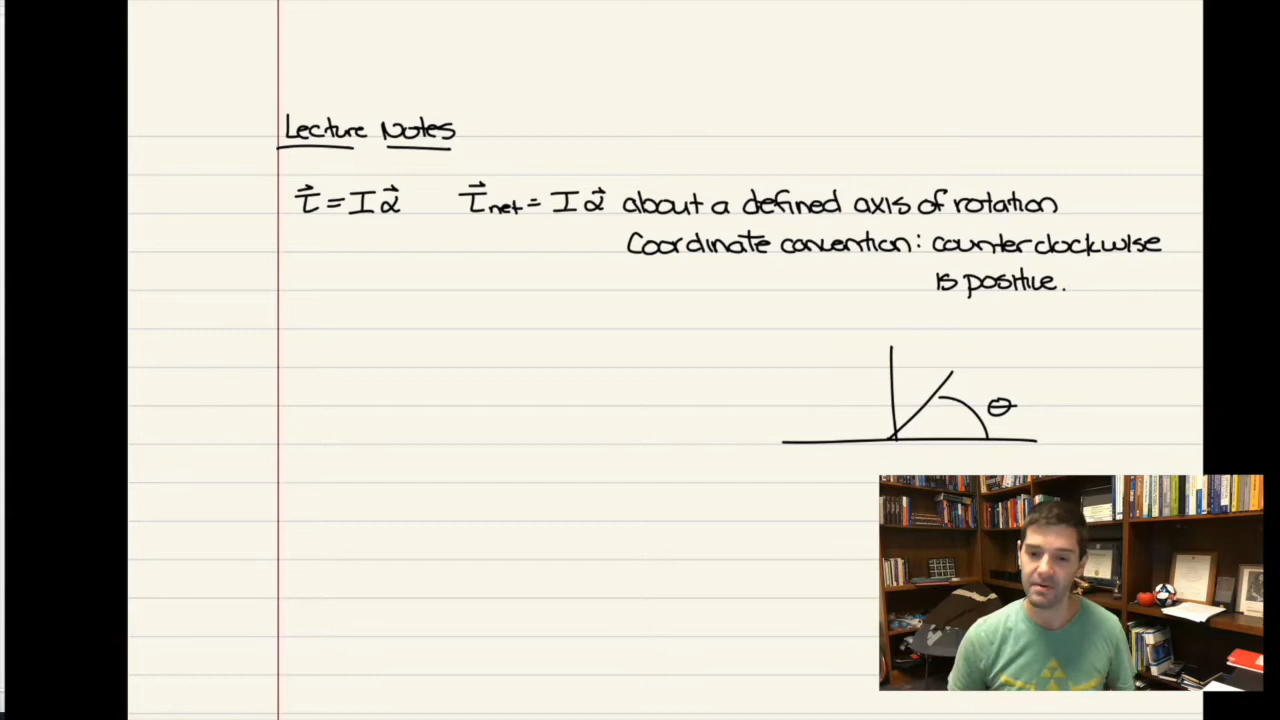 Lecture Notes
τ⃗ = Iα⃗   τ⃗net = Iα⃗ about a defined axis of rotation
Coordinate convention: counterclockwise
is positive.
θ